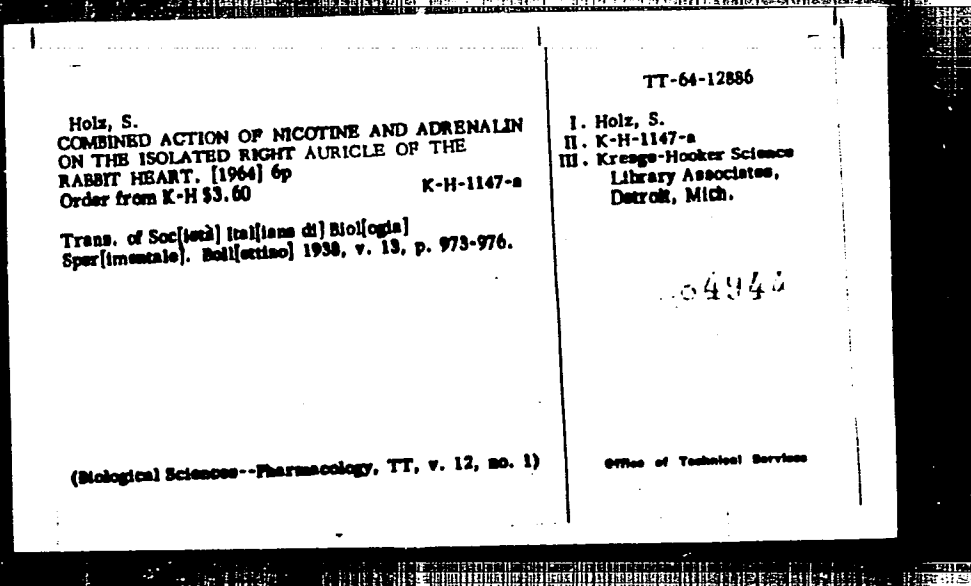 Holz, S.
COMBINED ACTION OF NICOTINE AND ADRENALIN
ON THE ISOLATED RIGHT AURICLE OF THE
RABBIT HEART. [1964] 6p
Order from K-H $3.60 K-H-1147-a
Trans. of Soc[ietà] Ital[iana di] Biol[ogia]
Sper[imentale]. Boll[ettino] 1938, v. 13, p. 973-976.
(Biological Sciences--Pharmacology, TT, v. 12, no. 1)
TT-64-12886
I. Holz, S.
II. K-H-1147-a
III. Kresge-Hooker Science
Library Associates,
Detroit, Mich.
Office of Technical Services